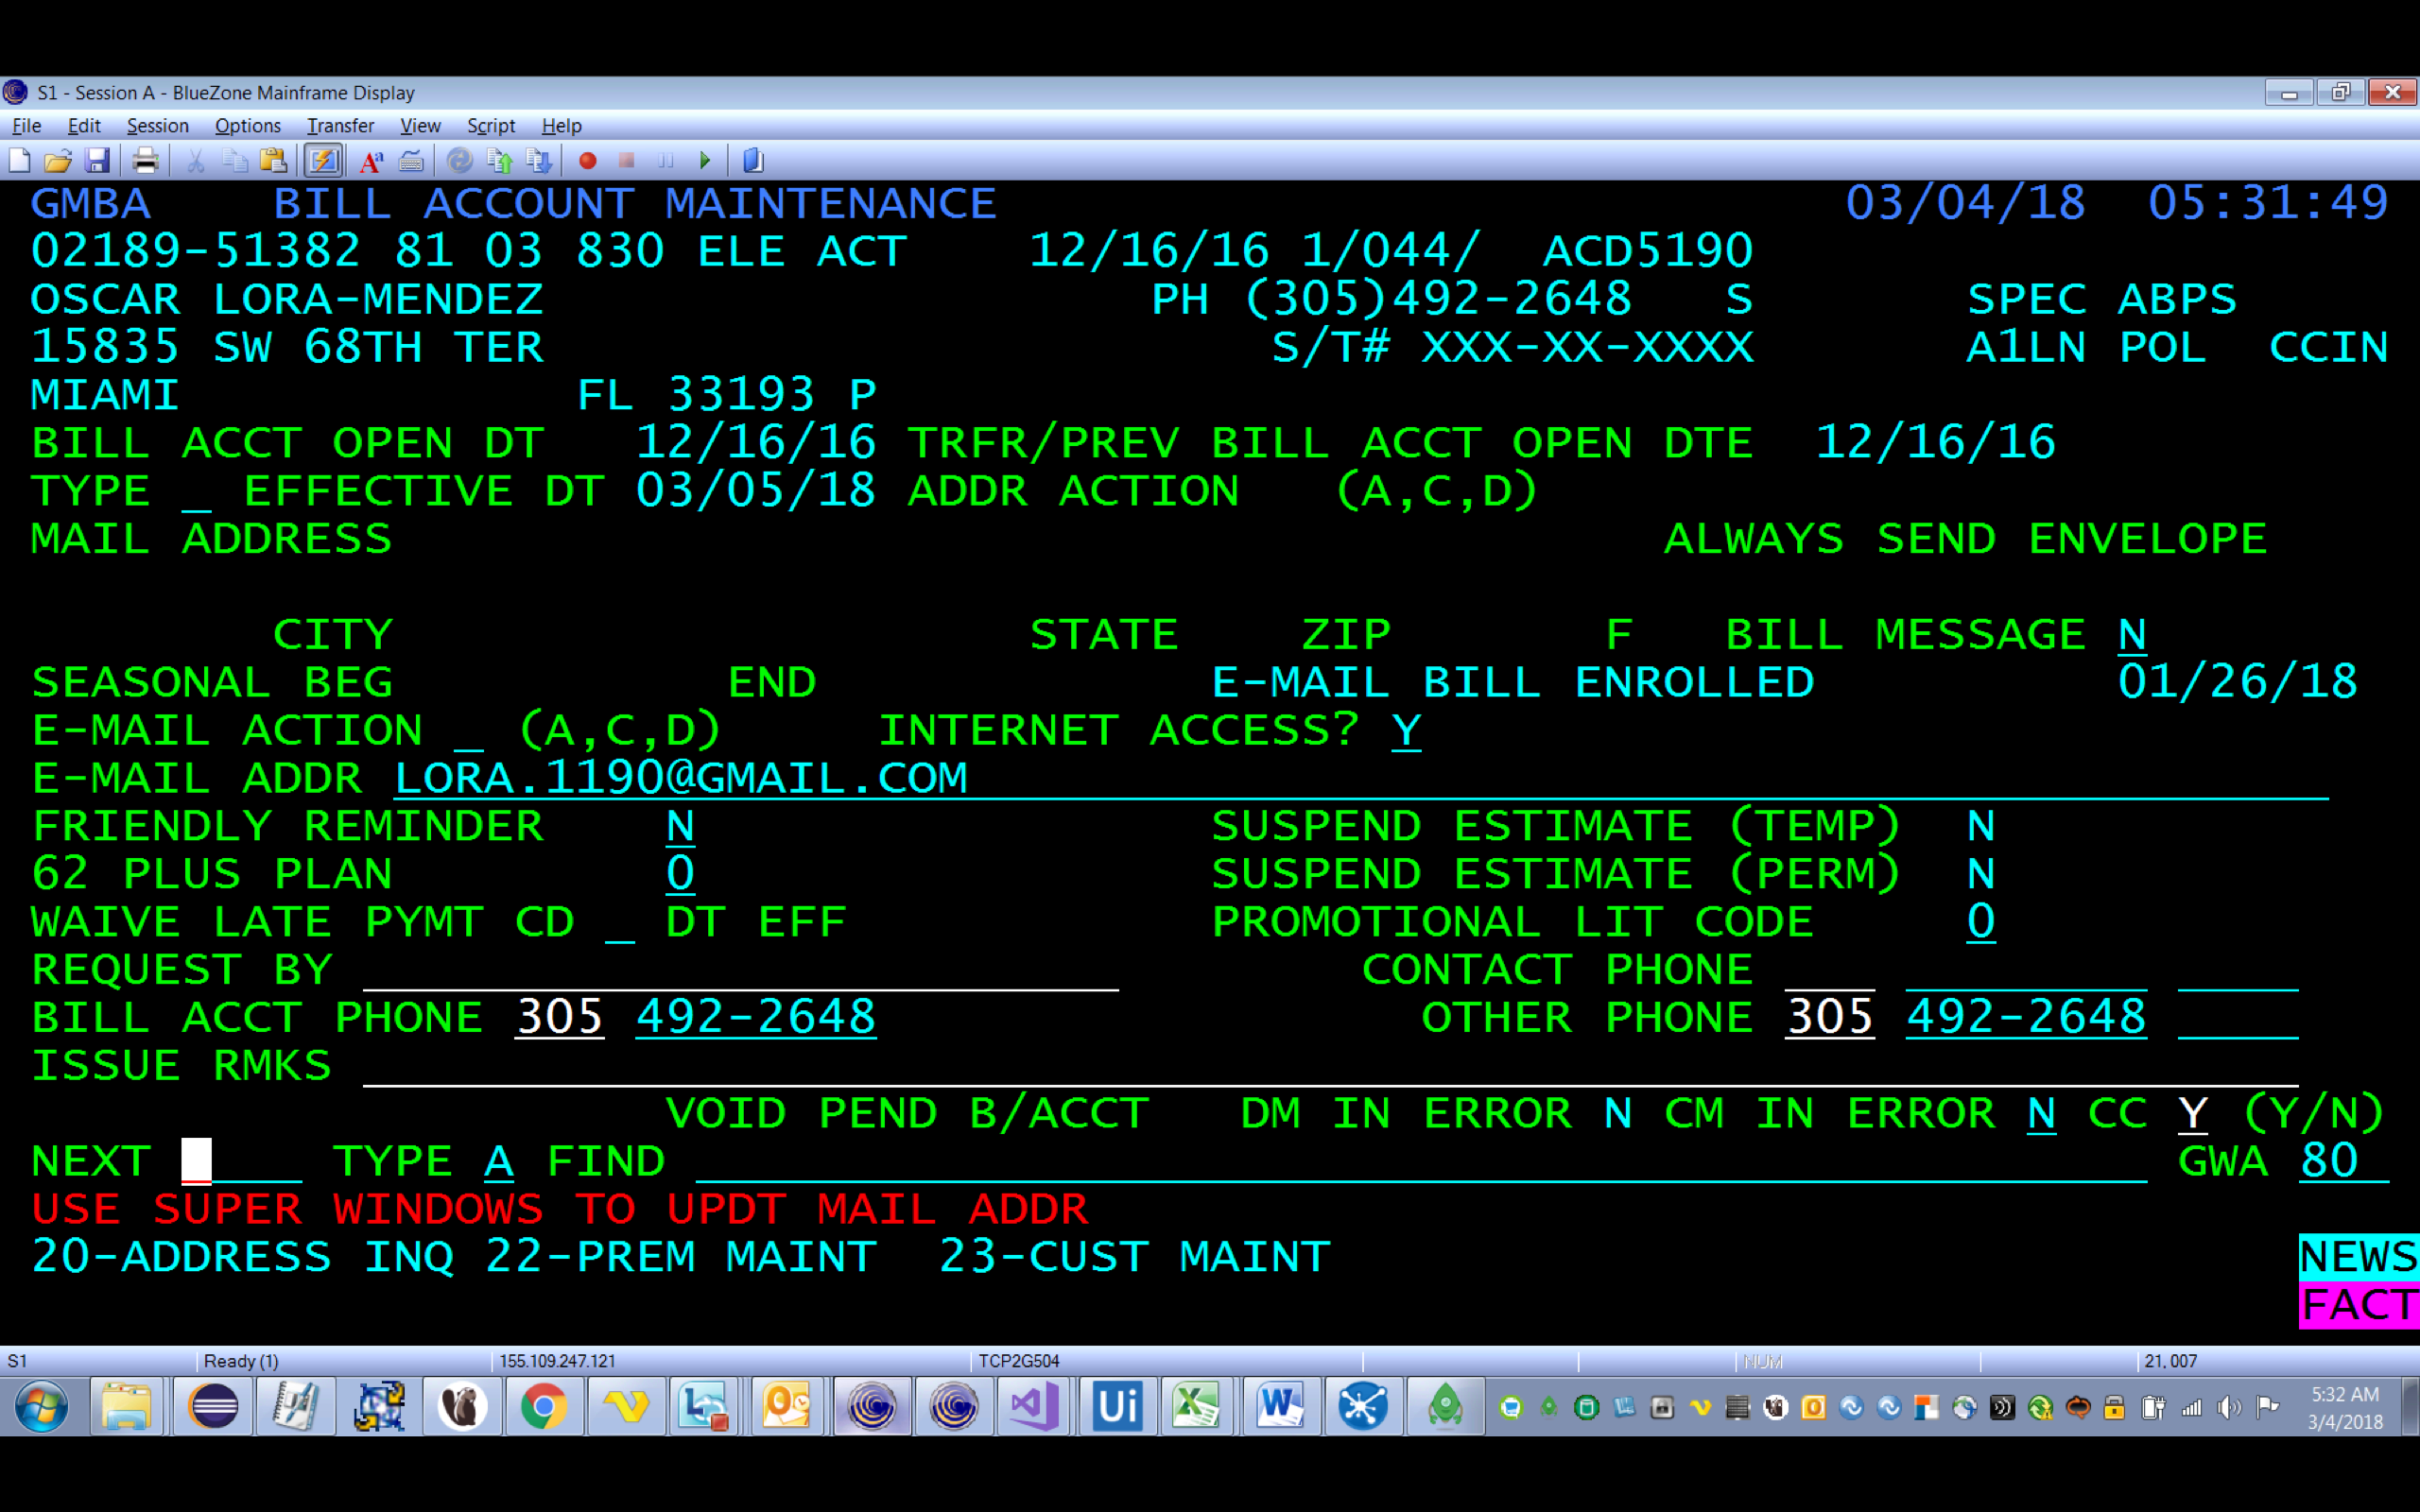 S1 - Session A - BlueZone Mainframe Display
File Edit Session Options Transfer View Script Help
GMBA BILL ACCOUNT MAINTENANCE 03/04/18 05:31:49
02189-51382 81 03 830 ELE ACT 12/16/16 1/044/ ACD5190
OSCAR LORA-MENDEZ PH (305)492-2648 S SPEC ABPS
15835 SW 68TH TER S/T# XXX-XX-XXXX A1LN POL CCIN
MIAMI FL 33193 P
BILL ACCT OPEN DT 12/16/16 TRFR/PREV BILL ACCT OPEN DTE 12/16/16
TYPE _ EFFECTIVE DT 03/05/18 ADDR ACTION (A,C,D)
MAIL ADDRESS ALWAYS SEND ENVELOPE
CITY STATE ZIP F BILL MESSAGE N
SEASONAL BEG END E-MAIL BILL ENROLLED 01/26/18
E-MAIL ACTION _ (A,C,D) INTERNET ACCESS? Y
E-MAIL ADDR LORA.1190@GMAIL.COM
FRIENDLY REMINDER N SUSPEND ESTIMATE (TEMP) N
62 PLUS PLAN 0 SUSPEND ESTIMATE (PERM) N
WAIVE LATE PYMT CD _ DT EFF PROMOTIONAL LIT CODE 0
REQUEST BY CONTACT PHONE
BILL ACCT PHONE 305 492-2648 OTHER PHONE 305 492-2648
ISSUE RMKS
VOID PEND B/ACCT DM IN ERROR N CM IN ERROR N CC Y (Y/N)
NEXT TYPE A FIND GWA 80
USE SUPER WINDOWS TO UPDT MAIL ADDR
20-ADDRESS INQ 22-PREM MAINT 23-CUST MAINT NEWS
FACT
S1 Ready (1) 155.109.247.121 TCP2G504 NUM 21, 007
Ui 5:32 AM
3/4/2018